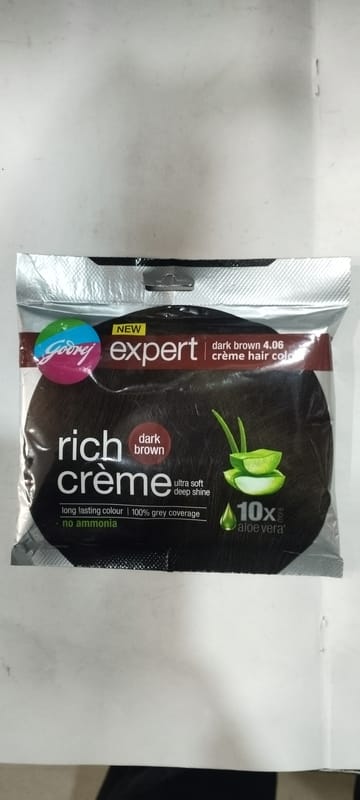 Godrej
NEW
expert
dark brown 4.06
crème hair colo
rich
crème
dark
brown
ultra soft
deep shine
long lasting colour | 100% grey coverage
no ammonia
10x
aloe vera*